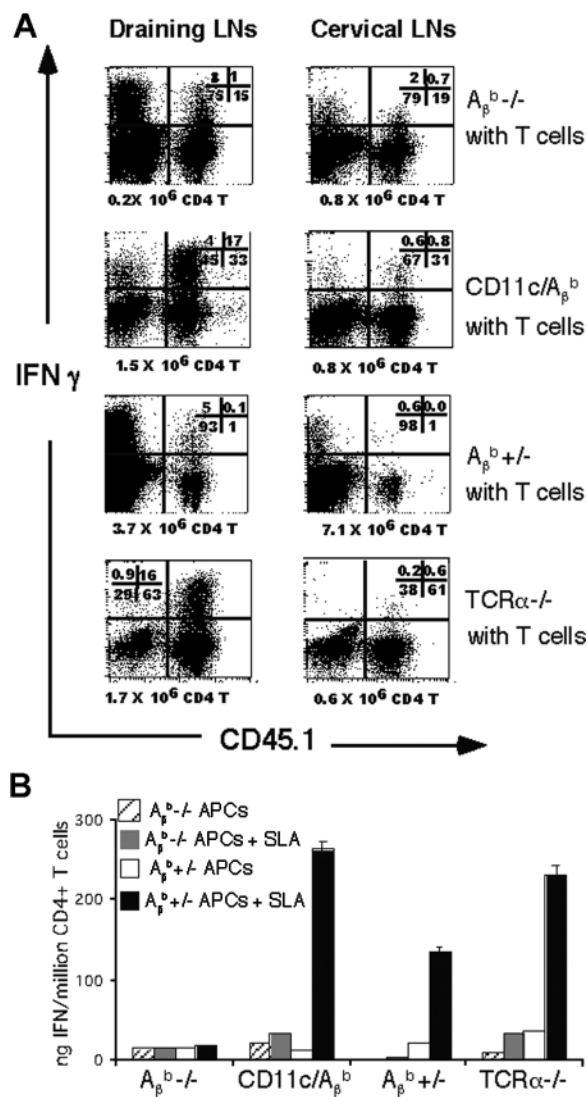 A
Draining LNs Cervical LNs
8 1
75 15
0.2X 10⁶ CD4 T
2 0.7
79 19
0.8 X 10⁶ CD4 T
Aβᵇ-/-
with T cells
4 17
45 33
1.5 X 10⁶ CD4 T
0.6 0.8
67 31
0.8 X 10⁶ CD4 T
CD11c/Aβᵇ
with T cells
IFN γ
5 0.1
93 1
3.7 X 10⁶ CD4 T
0.6 0.0
98 1
7.1 X 10⁶ CD4 T
Aβᵇ+/-
with T cells
0.9 16
29 63
1.7 X 10⁶ CD4 T
0.2 0.6
38 61
0.6 X 10⁶ CD4 T
TCRα-/-
with T cells
CD45.1
B
ng IFN/million CD4+ T cells
300
200
100
0
Aβᵇ-/- APCs
Aβᵇ-/- APCs + SLA
Aβᵇ+/- APCs
Aβᵇ+/- APCs + SLA
Aβᵇ-/- CD11c/Aβᵇ Aβᵇ+/- TCRα-/-